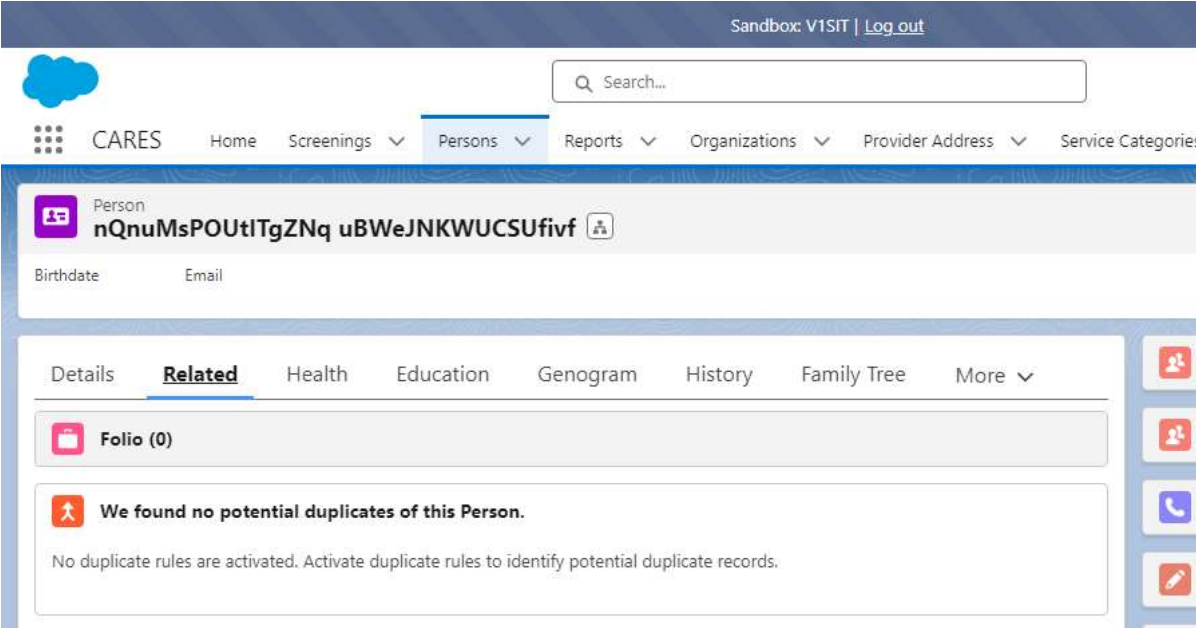 Sandbox: V1SIT | Log out
Search...
CARES Home Screenings Persons Reports Organizations Provider Address Service Categories
Person
nQnuMsPOUtITgZNq uBWeJNKWUCSUfivf
Birthdate Email
Details Related Health Education Genogram History Family Tree More
Folio (0)
We found no potential duplicates of this Person.
No duplicate rules are activated. Activate duplicate rules to identify potential duplicate records.